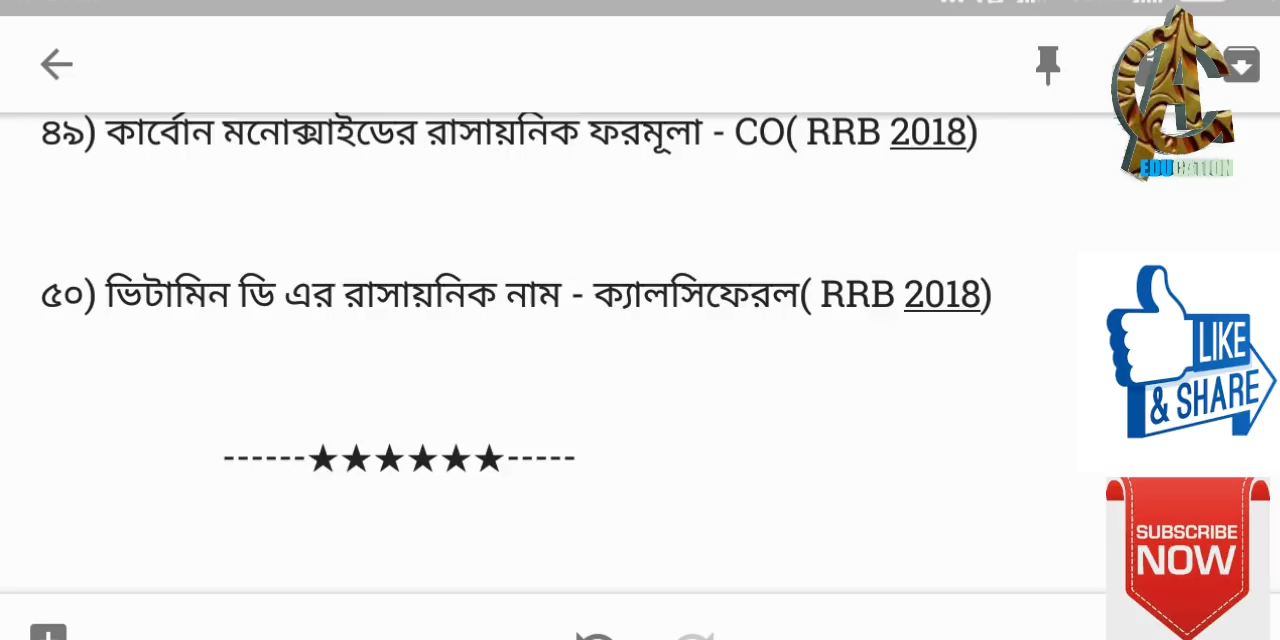 ৪৯) কার্বোন মনোক্সাইডের রাসায়নিক ফরমূলা - CO( RRB 2018)
EDUCATION
৫০) ভিটামিন ডি এর রাসায়নিক নাম - ক্যালসিফেরল( RRB 2018)
LIKE
& SHARE
------★★★★★★-----
SUBSCRIBE
NOW